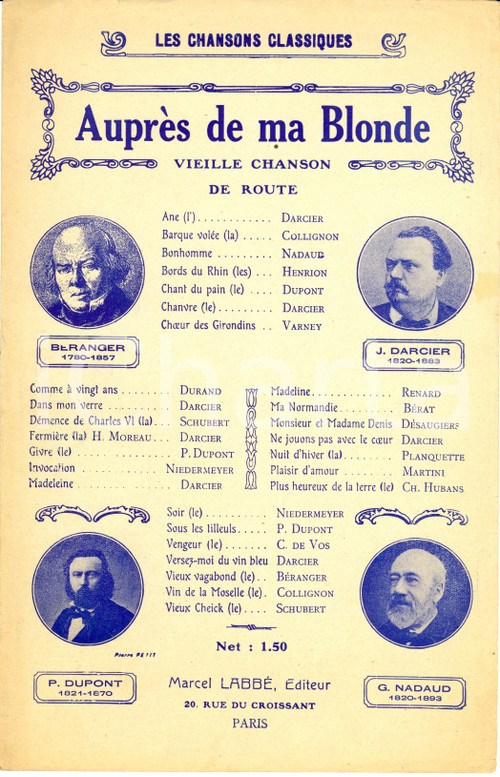 LES CHANSONS CLASSIQUES
Auprès de ma Blonde
VIEILLE CHANSON
DE ROUTE
Ane (l') . . . . . . . . . . . DARCIER
Barque volée (la) . . . . . COLLIGNON
Bonhomme . . . . . . . . . NADAUD
Bords du Rhin (les) . . . HENRION
Chant du pain (le) . . . . DUPONT
Chanvre (le) . . . . . . . . . DARCIER
Chœur des Girondins . . VARNEY
BÉRANGER
1780-1857
J. DARCIER
1820-1883
Comme à vingt ans . . . . . . . . DURAND
Dans mon verre . . . . . . . . . . DARCIER
Démence de Charles VI (la) . . . SCHUBERT
Fermière (la) H. MOREAU . . . DARCIER
Givre (le) . . . . . . . . . . . P. DUPONT
Invocation . . . . . . . . . . . NIEDERMEYER
Madeleine . . . . . . . . . . . . DARCIER
Madeline . . . . . . . . . . . . . RENARD
Ma Normandie . . . . . . . . . BÉRAT
Monsieur et Madame Denis DÉSAUGIERS
Ne jouons pas avec le cœur DARCIER
Nuit d'hiver (la) . . . . . . . . PLANQUETTE
Plaisir d'amour . . . . . . MARTINI
Plus heureux de la terre (le) CH. HUBANS
Soir (le) . . . . . . . . . . . NIEDERMEYER
Sous les tilleuls . . . . . P. DUPONT
Vengeur (le) . . . . . . . C. DE VOS
Versez-moi du vin bleu DARCIER
Vieux vagabond (le) . . BÉRANGER
Vin de la Moselle (le) . COLLIGNON
Vieux Cheick (le) . . . . SCHUBERT
Pierre PETIT
Net : 1.50
P. DUPONT
1821-1870
Marcel LABBÉ, Éditeur
20, RUE DU CROISSANT
PARIS
G. NADAUD
1820-1893